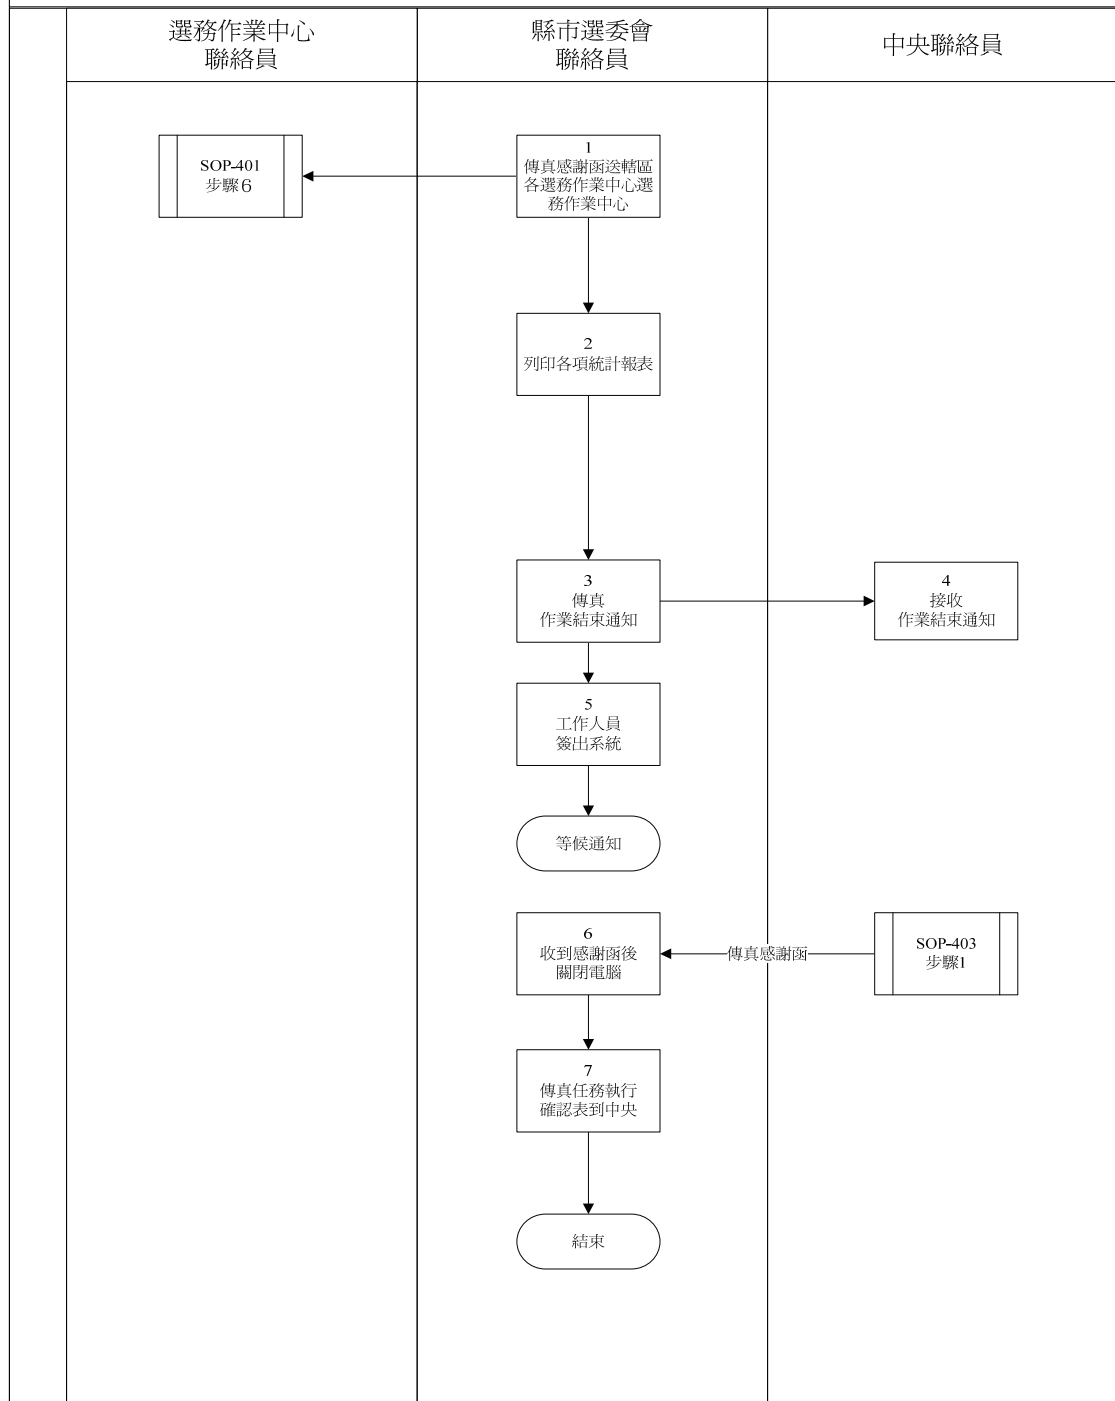 選務作業中心
聯絡員
縣市選委會
聯絡員
中央聯絡員
SOP-401
步驟６
1
傳真感謝函送轄區
各選務作業中心選
務作業中心
2
列印各項統計報表
3
傳真
作業結束通知
4
接收
作業結束通知
5
工作人員
簽出系統
等候通知
6
收到感謝函後
關閉電腦
傳真感謝函
SOP-403
步驟1
7
傳真任務執行
確認表到中央
結束